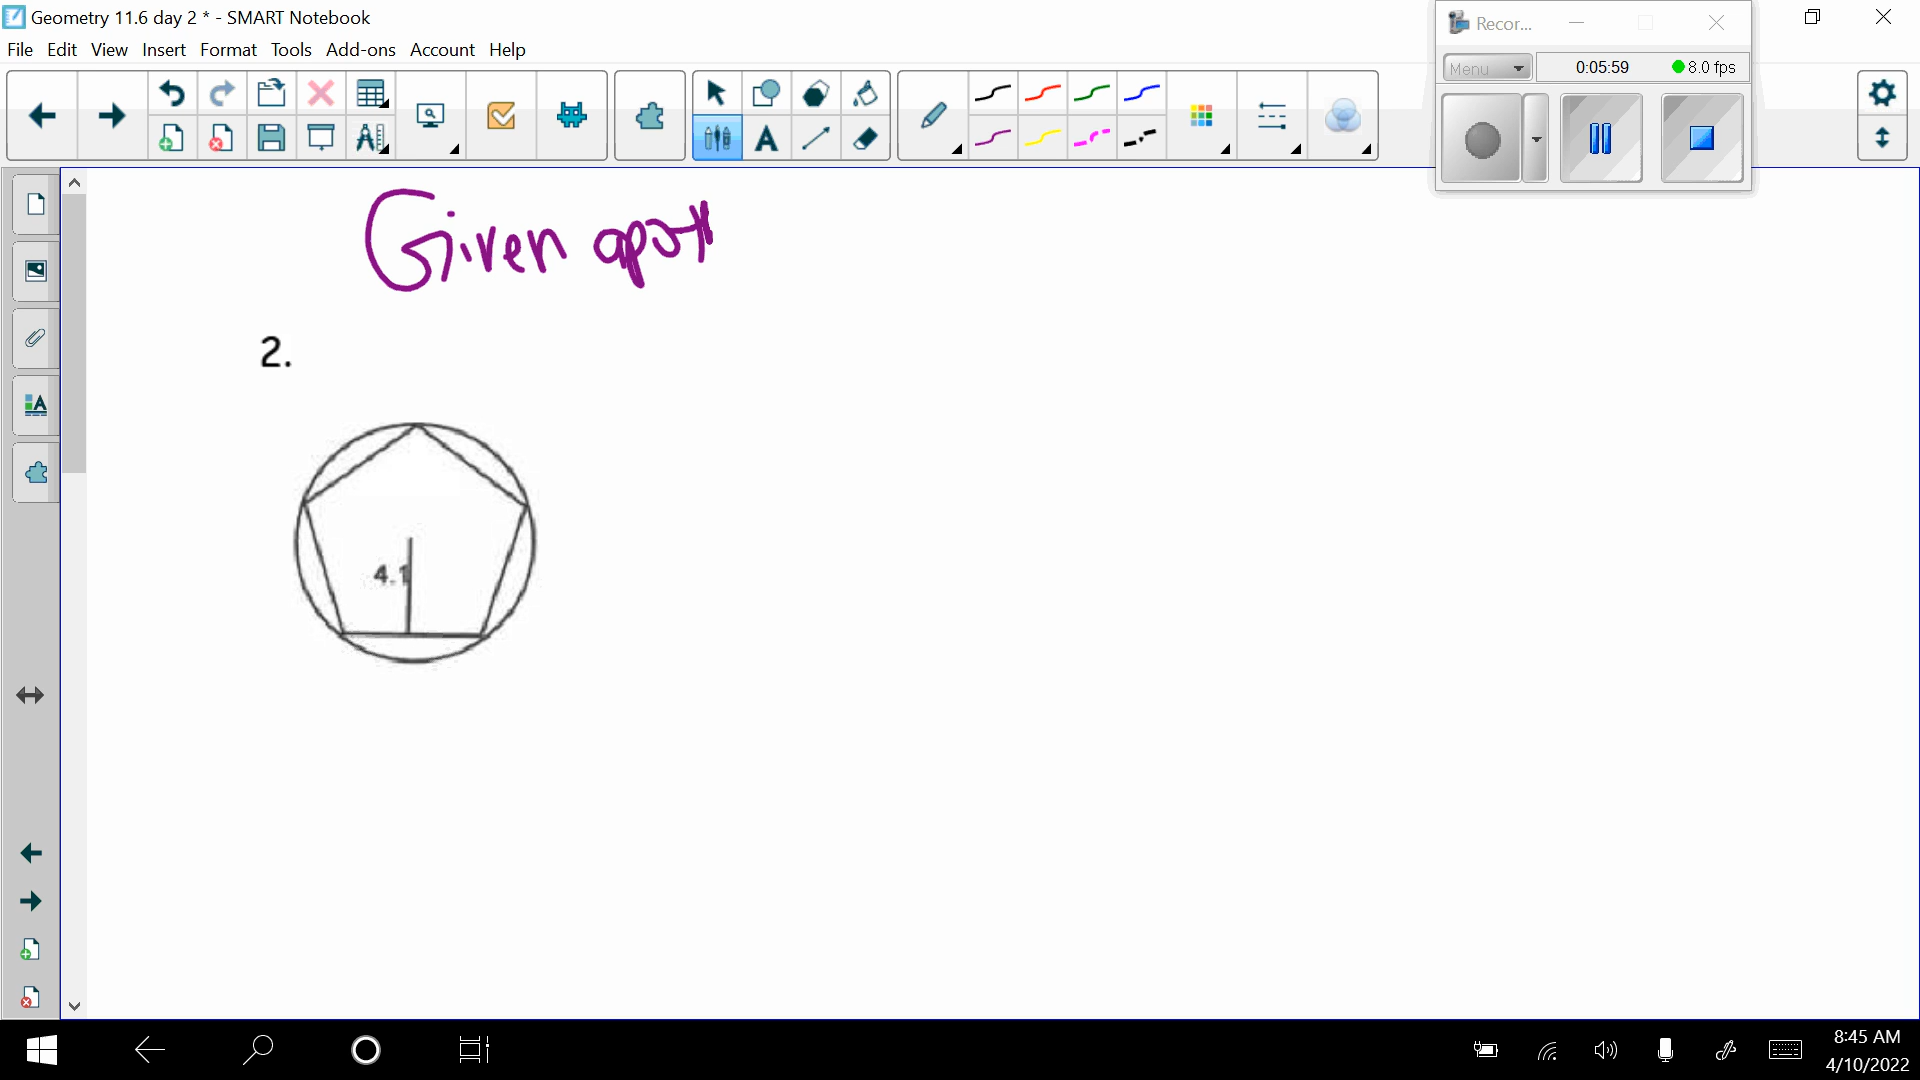 Geometry 11.6 day 2 * - SMART Notebook
File Edit View Insert Format Tools Add-ons Account Help
Recor...
Menu 0:05:59 8.0 fps
Given apoth
2.
4.1
8:45 AM
4/10/2022